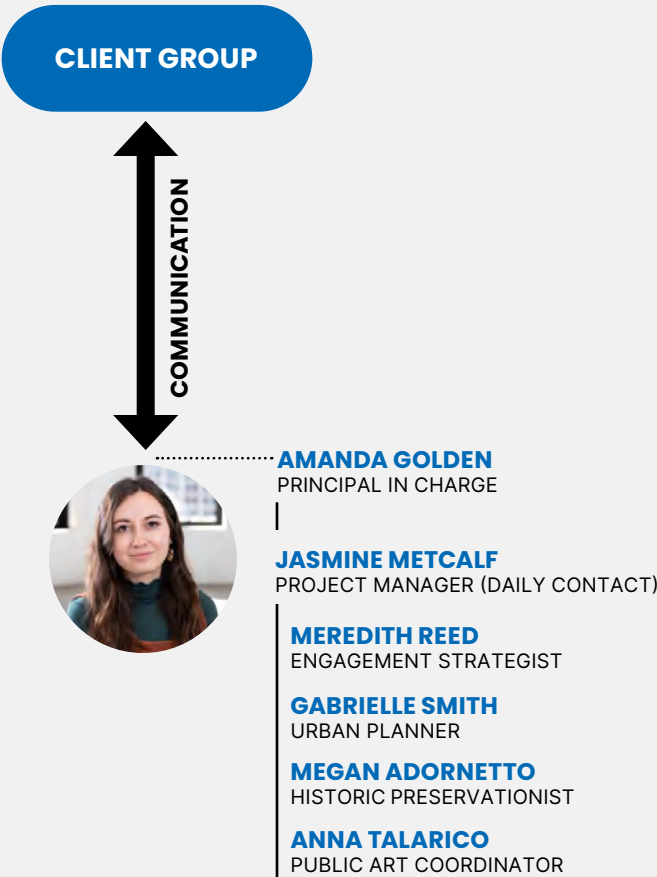 CLIENT GROUP
COMMUNICATION
AMANDA GOLDEN
PRINCIPAL IN CHARGE
JASMINE METCALF
PROJECT MANAGER (DAILY CONTACT)
MEREDITH REED
ENGAGEMENT STRATEGIST
GABRIELLE SMITH
URBAN PLANNER
MEGAN ADORNETTO
HISTORIC PRESERVATIONIST
ANNA TALARICO
PUBLIC ART COORDINATOR